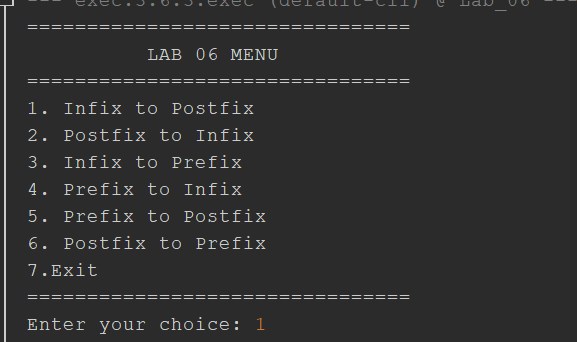 --- exec:3.6.3:exec (default-cli) @ Lab_06 ---
================================
LAB 06 MENU
================================
1. Infix to Postfix
2. Postfix to Infix
3. Infix to Prefix
4. Prefix to Infix
5. Prefix to Postfix
6. Postfix to Prefix
7.Exit
================================
Enter your choice: 1